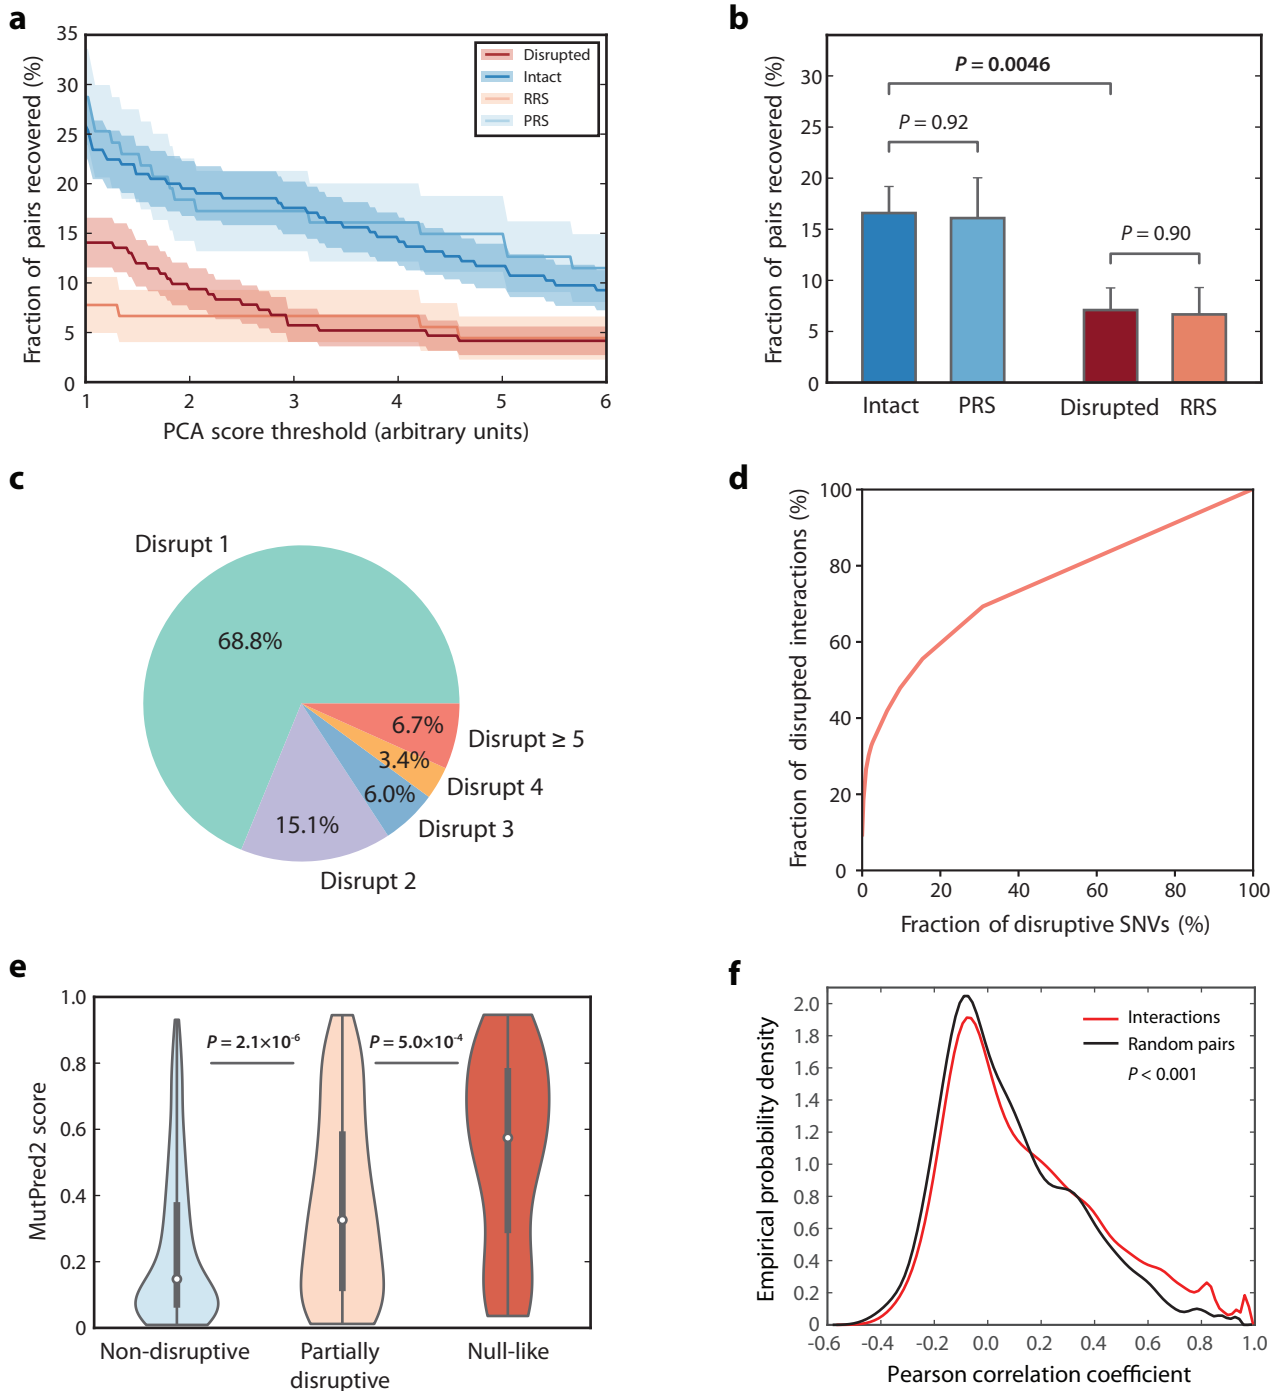 a
Fraction of pairs recovered (%)
35
30
25
20
15
10
5
0
1
2
3
4
5
6
PCA score threshold (arbitrary units)
Disrupted
Intact
RRS
PRS
b
Fraction of pairs recovered (%)
30
25
20
15
10
5
0
P = 0.0046
P = 0.92
P = 0.90
Intact
PRS
Disrupted
RRS
c
Disrupt 1
68.8%
6.7%
Disrupt ≥ 5
3.4%
Disrupt 4
6.0%
Disrupt 3
15.1%
Disrupt 2
d
Fraction of disrupted interactions (%)
100
80
60
40
20
0
0
20
40
60
80
100
Fraction of disruptive SNVs (%)
e
MutPred2 score
1.0
0.8
0.6
0.4
0.2
0
P = 2.1×10⁻⁶
P = 5.0×10⁻⁴
Non-disruptive
Partially
disruptive
Null-like
f
Empirical probability density
2.0
1.8
1.6
1.4
1.2
1.0
0.8
0.6
0.4
0.2
0
-0.6
-0.4
-0.2
0.0
0.2
0.4
0.6
0.8
1.0
Pearson correlation coefficient
Interactions
Random pairs
P < 0.001